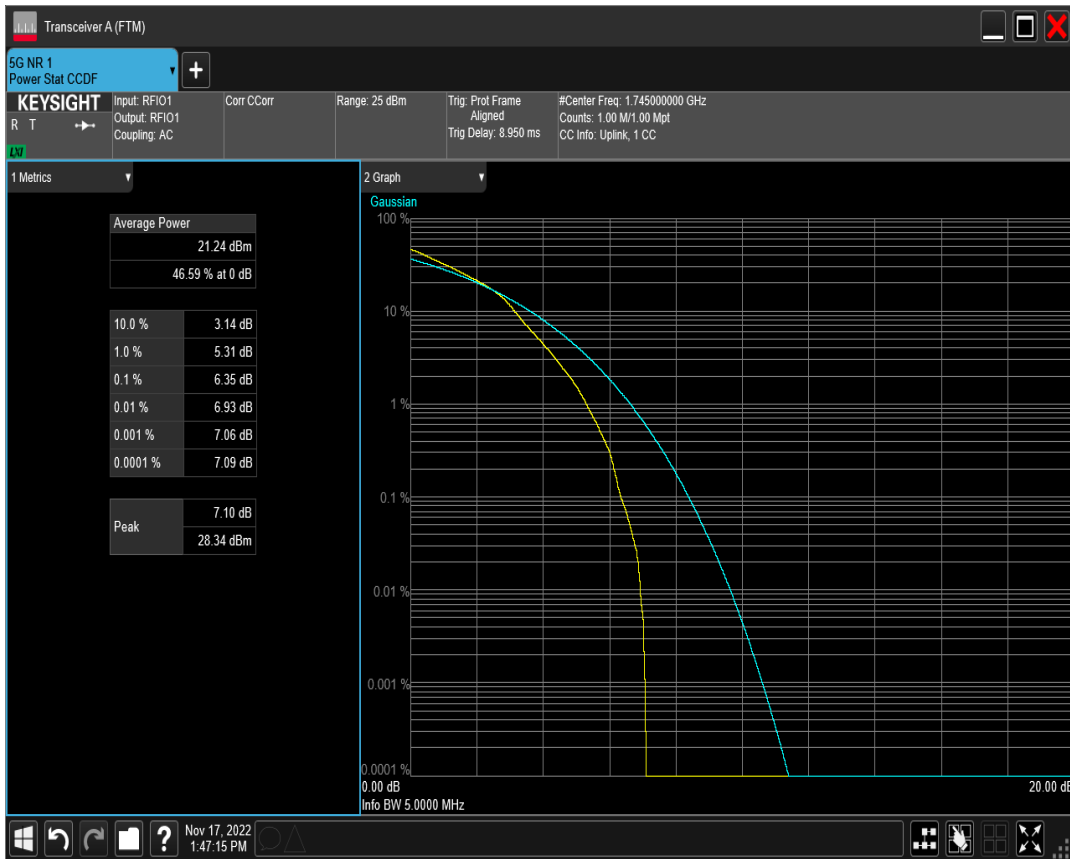 Transceiver A (FTM)
5G NR 1
Power Stat CCDF
KEYSIGHT
R T
LXI
Input: RFIO1
Output: RFIO1
Coupling: AC
Corr CCorr
Range: 25 dBm
Trig: Prot Frame
Aligned
Trig Delay: 8.950 ms
#Center Freq: 1.745000000 GHz
Counts: 1.00 M/1.00 Mpt
CC Info: Uplink, 1 CC
1 Metrics
Average Power
21.24 dBm
46.59 % at 0 dB
10.0 % 3.14 dB
1.0 % 5.31 dB
0.1 % 6.35 dB
0.01 % 6.93 dB
0.001 % 7.06 dB
0.0001 % 7.09 dB
Peak 7.10 dB
28.34 dBm
2 Graph
Gaussian
100 %
10 %
1 %
0.1 %
0.01 %
0.001 %
0.0001 %
0.00 dB 20.00 dB
Info BW 5.0000 MHz
Nov 17, 2022
1:47:15 PM